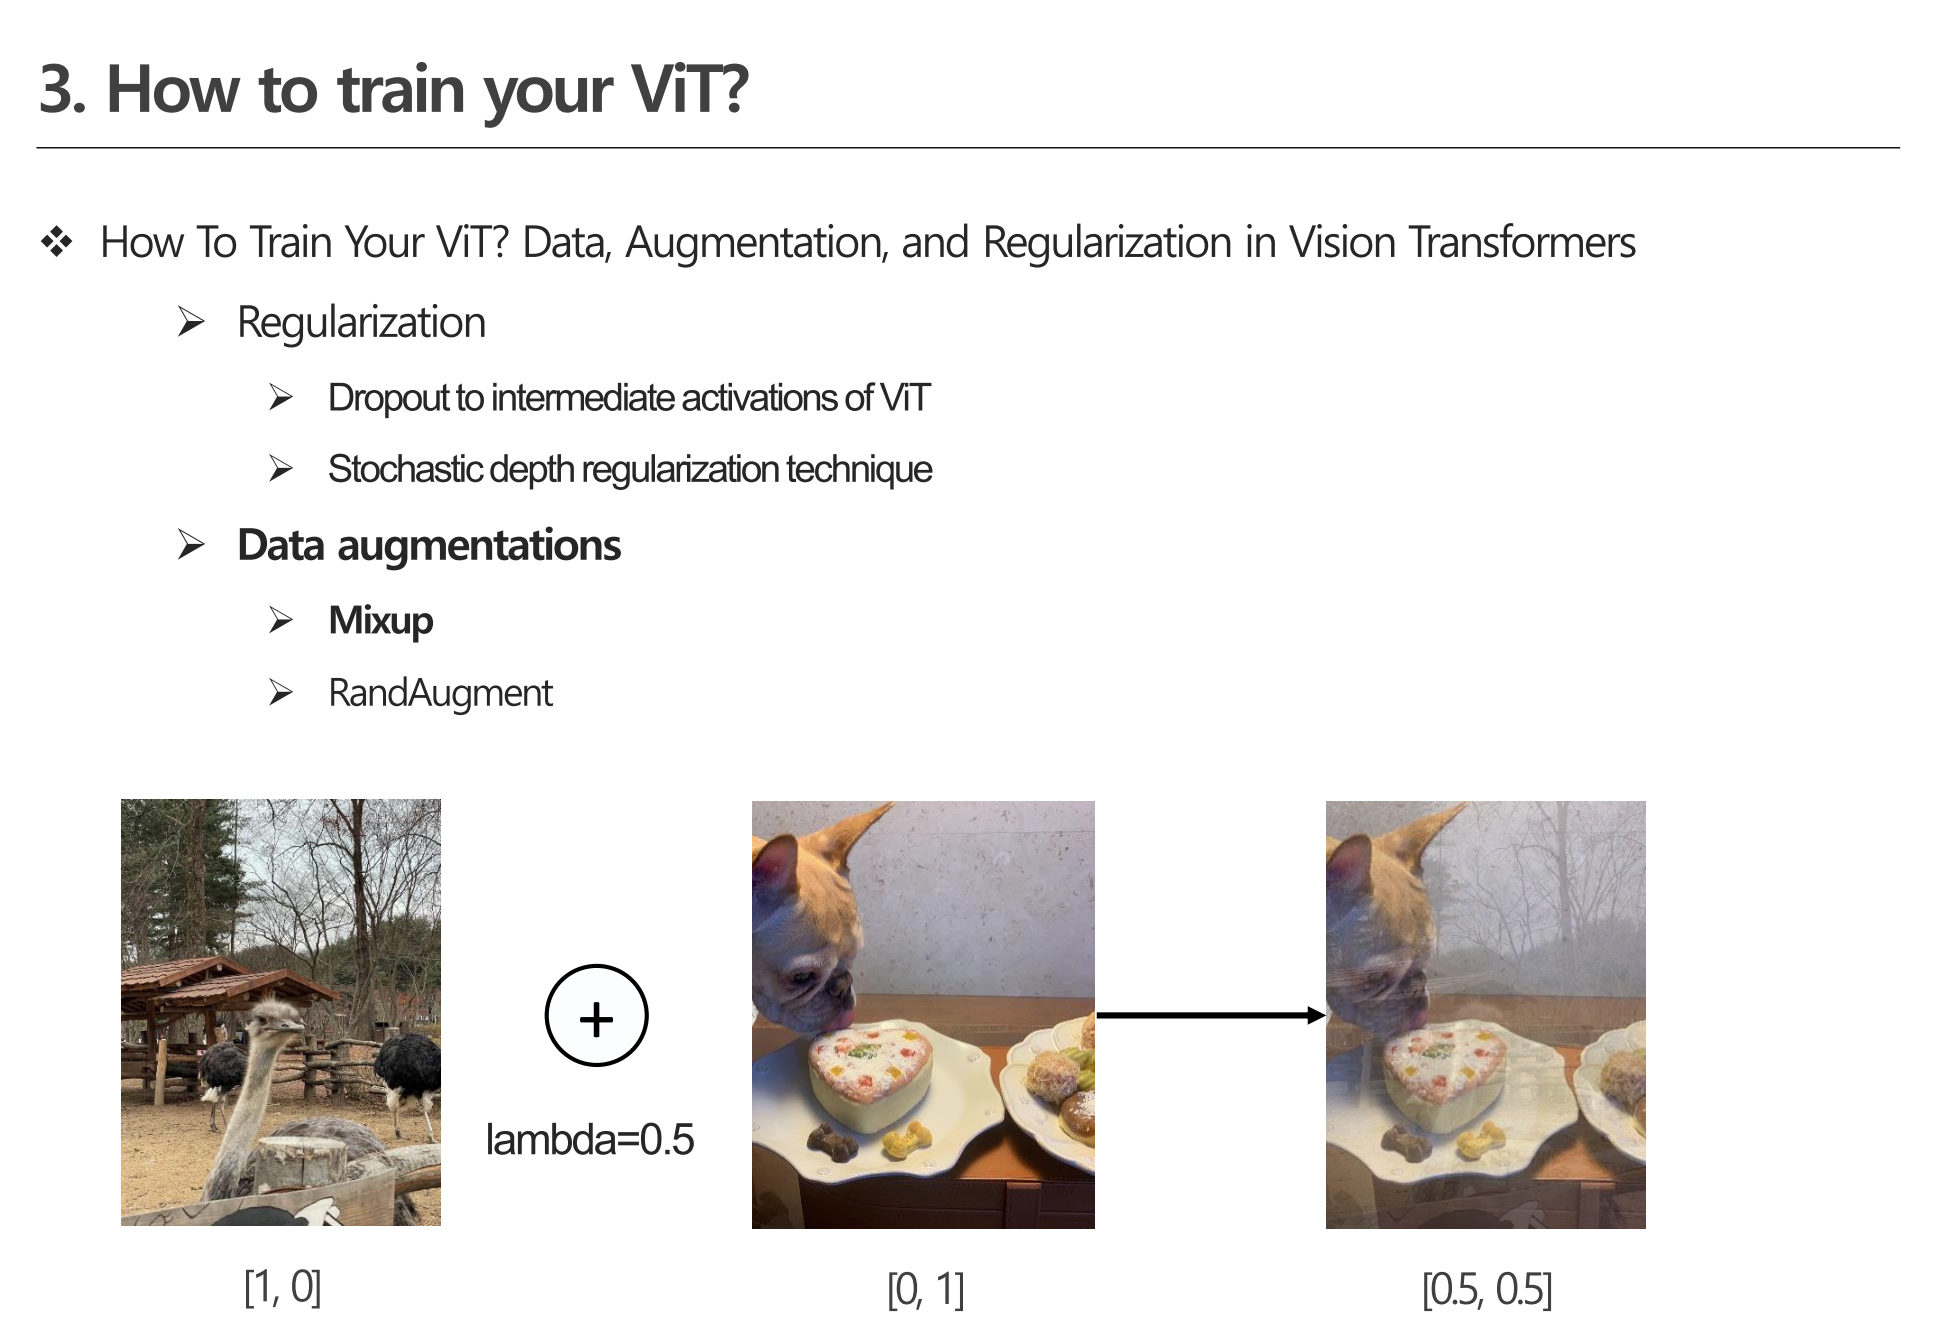 3. How to train your ViT?
How To Train Your ViT? Data, Augmentation, and Regularization in Vision Transformers
Regularization
Dropout to intermediate activations of ViT
Stochastic depth regularization technique
Data augmentations
Mixup
RandAugment
+
lambda=0.5
[1, 0]
[0, 1]
[0.5, 0.5]